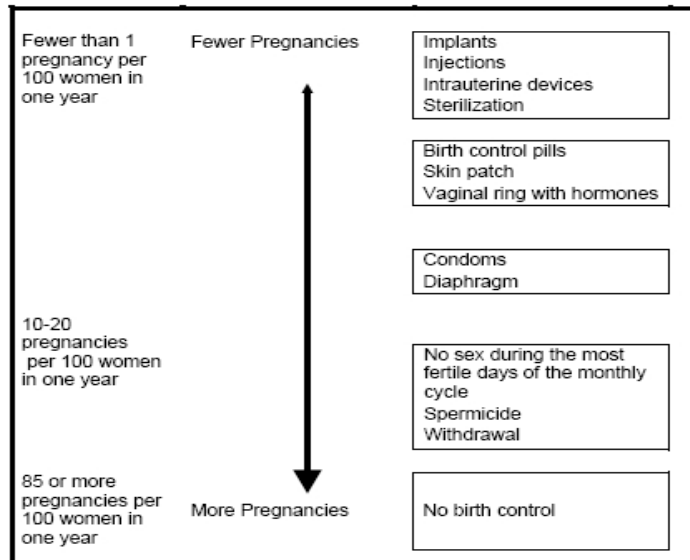 Fewer than 1
pregnancy per
100 women in
one year
Fewer Pregnancies
Implants
Injections
Intrauterine devices
Sterilization
Birth control pills
Skin patch
Vaginal ring with hormones
Condoms
Diaphragm
10-20
pregnancies
per 100 women
in one year
No sex during the most
fertile days of the monthly
cycle
Spermicide
Withdrawal
85 or more
pregnancies per
100 women in
one year
More Pregnancies
No birth control